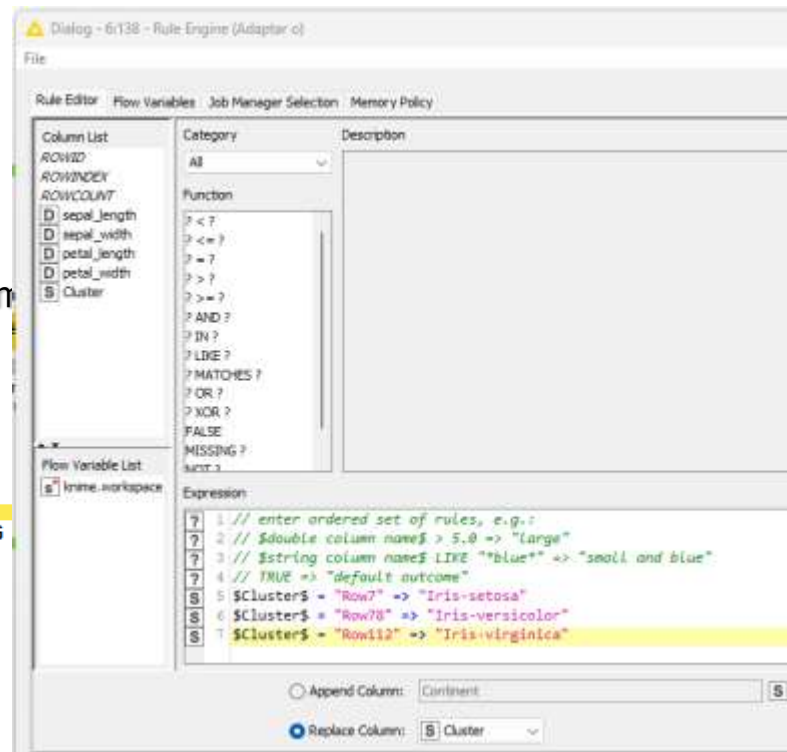 Dialog - 6:138 - Rule Engine (Adaptar o)
File
Rule Editor Flow Variables Job Manager Selection Memory Policy
Column List
ROWID
ROWINDEX
ROWCOUNT
D sepal_length
D sepal_width
D petal_length
D petal_width
S Cluster
Flow Variable List
s knime.workspace
Category
All
Function
? < ?
? <= ?
? = ?
? > ?
? >= ?
? AND ?
? IN ?
? LIKE ?
? MATCHES ?
? OR ?
? XOR ?
FALSE
MISSING ?
NOT ?
Description
Expression
? 1 // enter ordered set of rules, e.g.:
? 2 // $double column name$ > 5.0 => "large"
? 3 // $string column name$ LIKE "*blue*" => "small and blue"
? 4 // TRUE => "default outcome"
S 5 $Cluster$ = "Row7" => "Iris-setosa"
S 6 $Cluster$ = "Row78" => "Iris-versicolor"
S 7 $Cluster$ = "Row112" => "Iris-virginica"
Append Column: Continent S
Replace Column: S Cluster